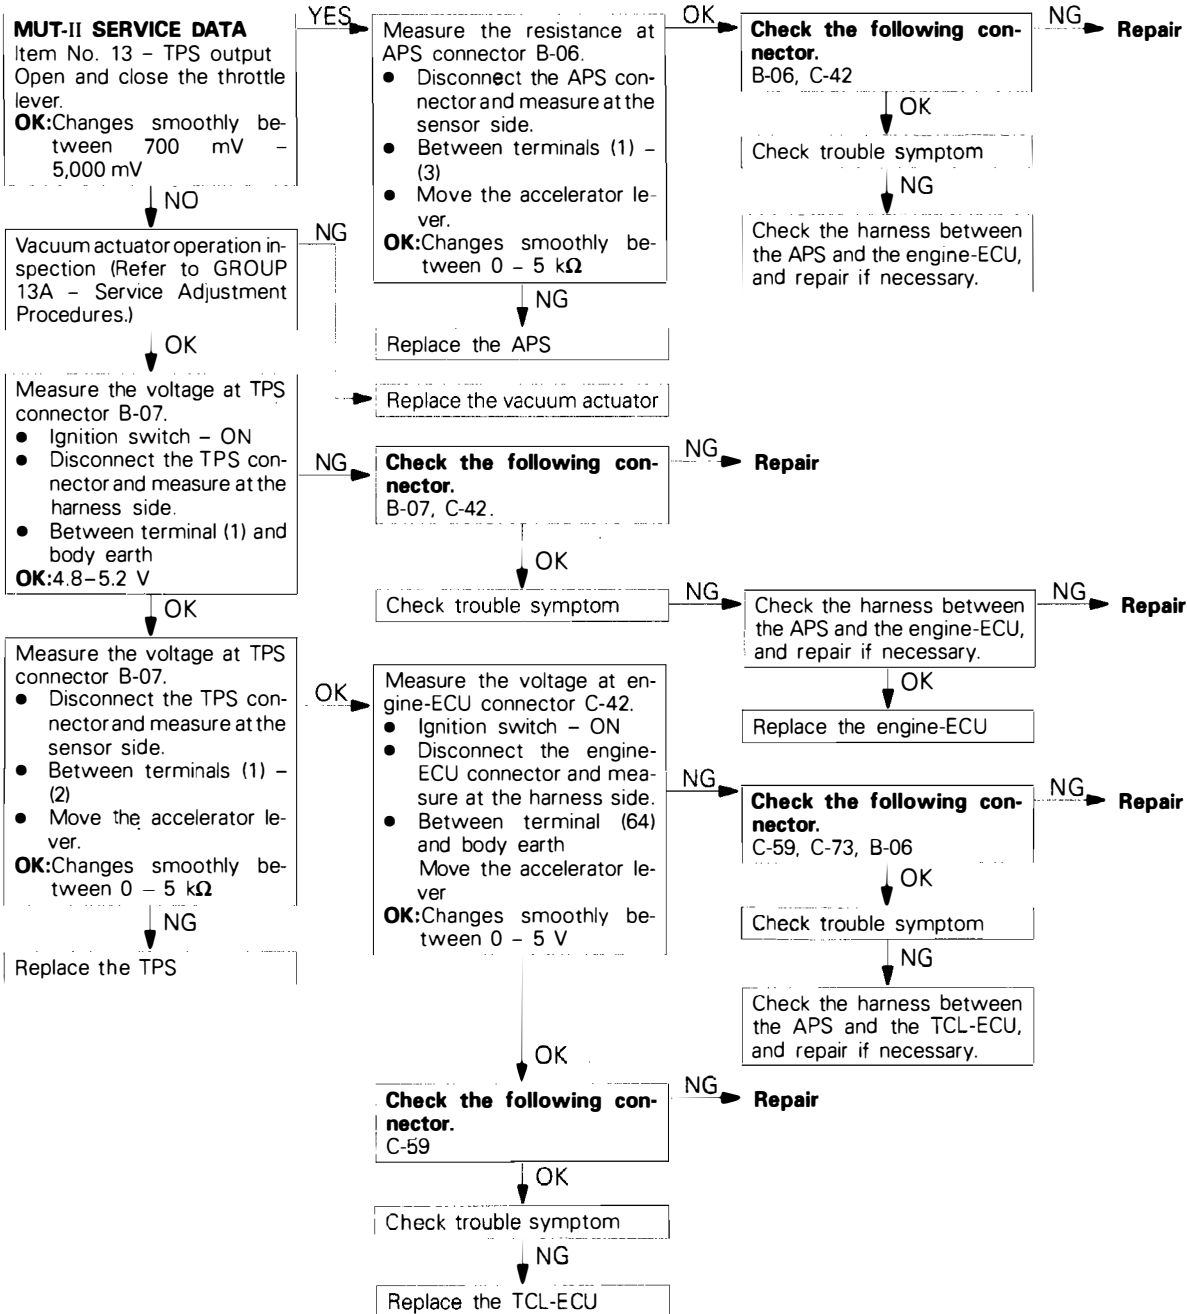 MUT-II SERVICE DATA
Item No. 13 – TPS output
Open and close the throttle
lever.
OK:Changes smoothly be-
tween 700 mV –
5,000 mV
YES
NO
Measure the resistance at
APS connector B-06.
● Disconnect the APS con-
nector and measure at the
sensor side.
● Between terminals (1) –
(3)
● Move the accelerator le-
ver.
OK:Changes smoothly be-
tween 0 – 5 kΩ
OK
NG
Replace the APS
Check the following con-
nector.
B-06, C-42
NG
Repair
OK
Check trouble symptom
NG
Check the harness between
the APS and the engine-ECU,
and repair if necessary.
Vacuum actuator operation in-
spection (Refer to GROUP
13A – Service Adjustment
Procedures.)
NG
Replace the vacuum actuator
OK
Measure the voltage at TPS
connector B-07.
● Ignition switch – ON
● Disconnect the TPS con-
nector and measure at the
harness side.
● Between terminal (1) and
body earth
OK:4.8–5.2 V
NG
OK
Check the following con-
nector.
B-07, C-42.
NG
Repair
OK
Check trouble symptom
NG
Check the harness between
the APS and the engine-ECU,
and repair if necessary.
NG
Repair
OK
Replace the engine-ECU
Measure the voltage at TPS
connector B-07.
● Disconnect the TPS con-
nector and measure at the
sensor side.
● Between terminals (1) –
(2)
● Move the accelerator le-
ver.
OK:Changes smoothly be-
tween 0 – 5 kΩ
OK
NG
Replace the TPS
Measure the voltage at en-
gine-ECU connector C-42.
● Ignition switch – ON
● Disconnect the engine-
ECU connector and mea-
sure at the harness side.
● Between terminal (64)
and body earth
Move the accelerator le-
ver
OK:Changes smoothly be-
tween 0 – 5 V
NG
OK
Check the following con-
nector.
C-59, C-73, B-06
NG
Repair
OK
Check trouble symptom
NG
Check the harness between
the APS and the TCL-ECU,
and repair if necessary.
Check the following con-
nector.
C-59
NG
Repair
OK
Check trouble symptom
NG
Replace the TCL-ECU